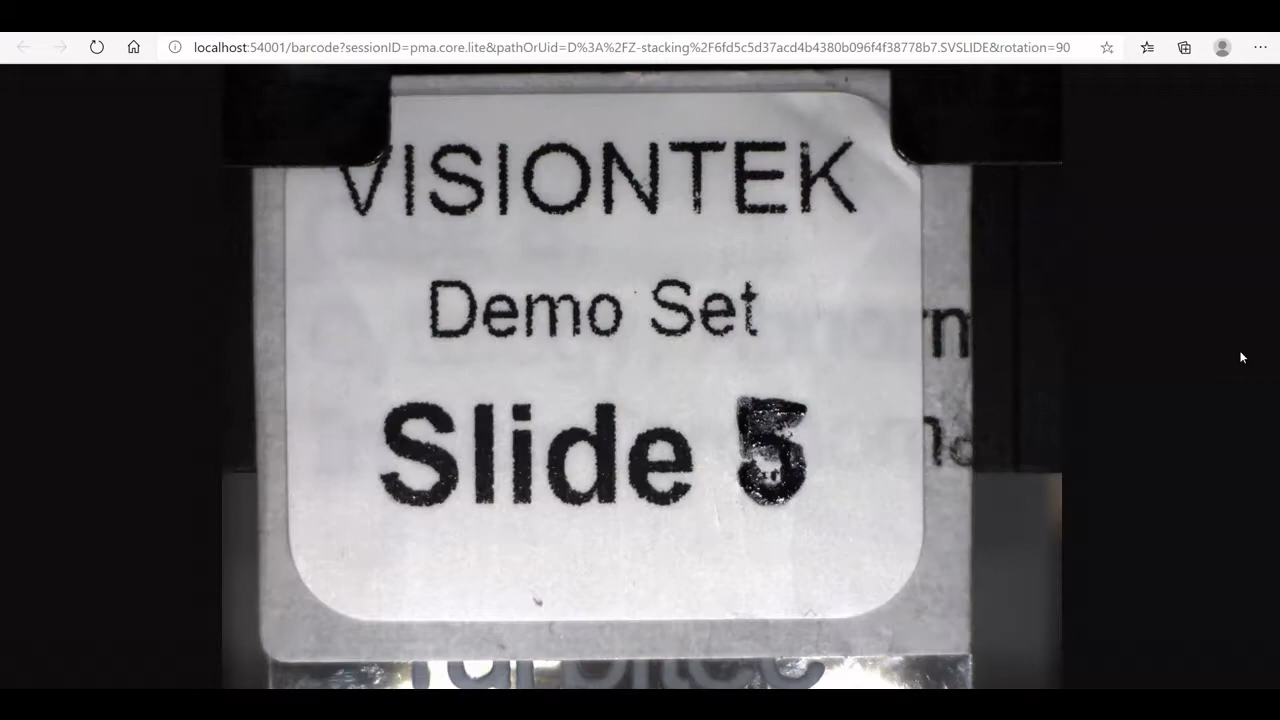 localhost:54001/barcode?sessionID=pma.core.lite&pathOrUid=D%3A%2FZ-stacking%2F6fd5c5d37acd4b4380b096f4f38778b7.SVSLIDE&rotation=90
VISIONTEK
Demo Set
Slide 5